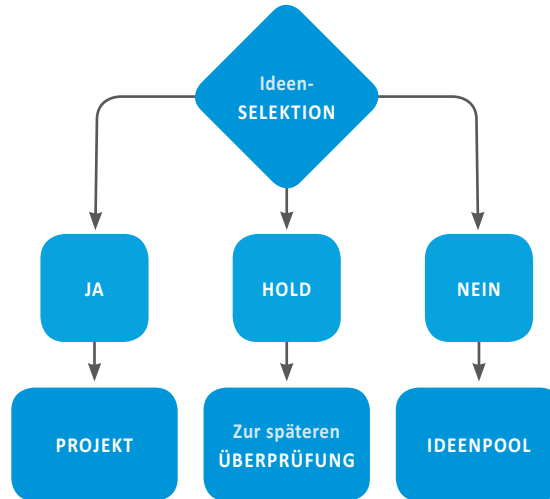 Ideen-
SELEKTION
JA
HOLD
NEIN
PROJEKT
Zur späteren
ÜBERPRÜFUNG
IDEENPOOL